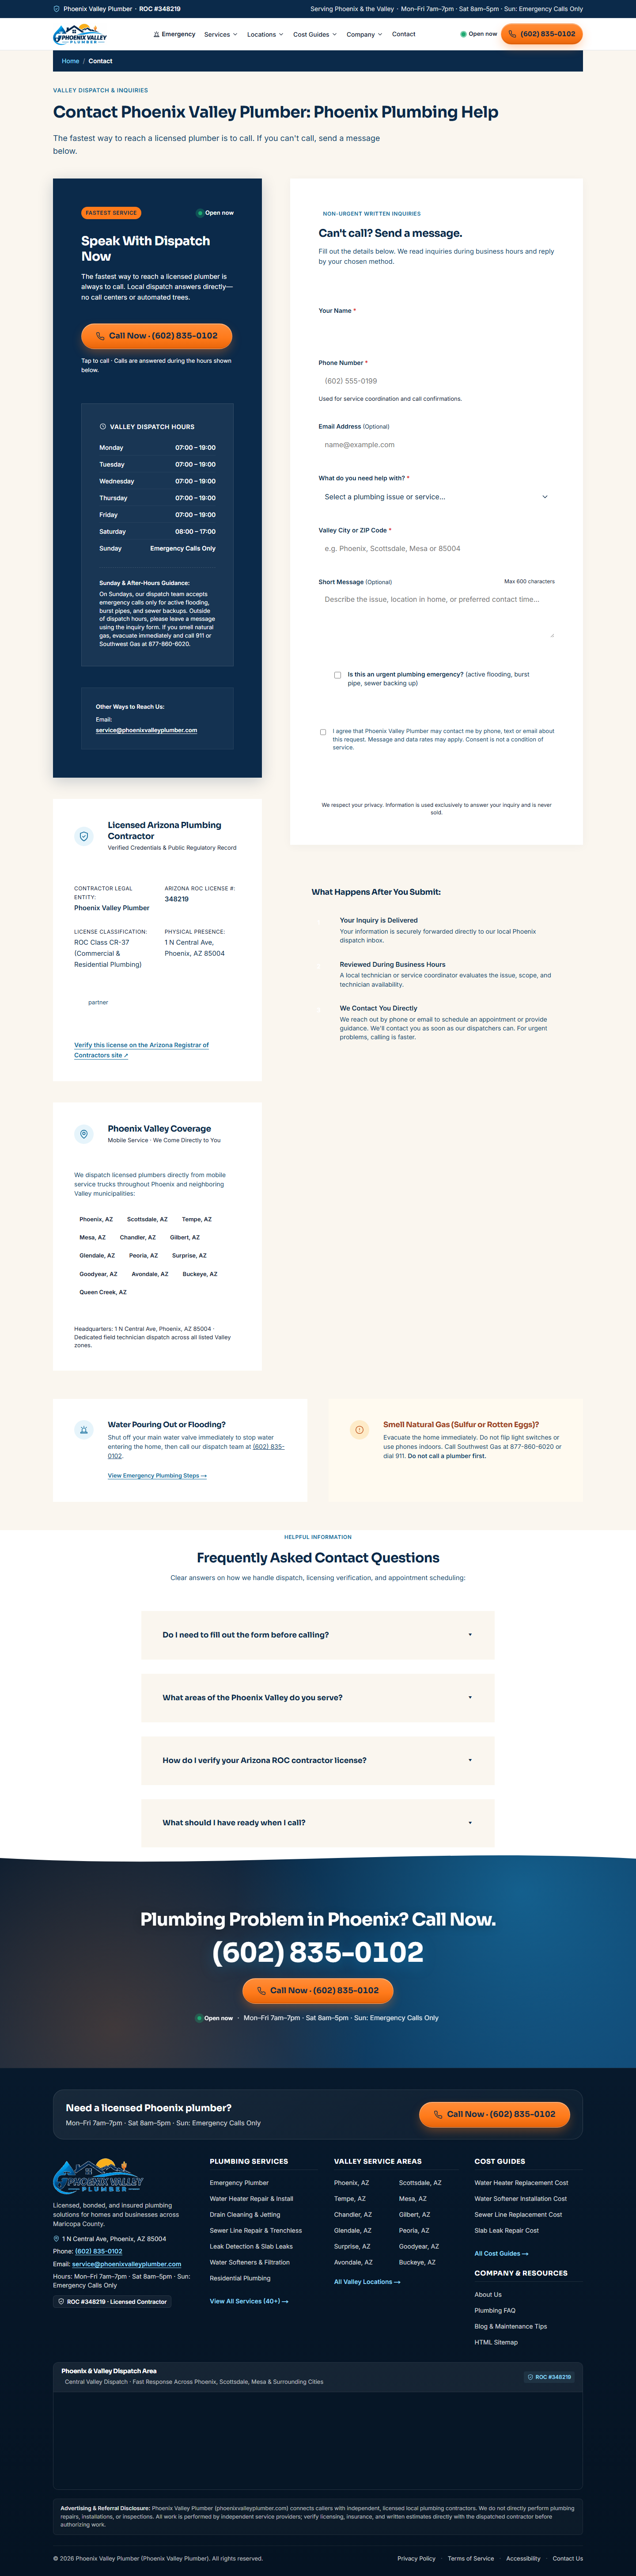 Phoenix Valley Plumber · ROC #348219
Serving Phoenix & the Valley · Mon–Fri 7am–7pm · Sat 8am–5pm · Sun: Emergency Calls Only
PHOENIX VALLEY
PLUMBER
Emergency
Services
Locations
Cost Guides
Company
Contact
Open now
(602) 835-0102
Home / Contact
VALLEY DISPATCH & INQUIRIES
Contact Phoenix Valley Plumber: Phoenix Plumbing Help
The fastest way to reach a licensed plumber is to call. If you can't call, send a message
below.
FASTEST SERVICE
Open now
Speak With Dispatch
Now
The fastest way to reach a licensed plumber is
always to call. Local dispatch answers directly—
no call centers or automated trees.
Call Now · (602) 835-0102
Tap to call · Calls are answered during the hours shown
below.
VALLEY DISPATCH HOURS
Monday 07:00 – 19:00
Tuesday 07:00 – 19:00
Wednesday 07:00 – 19:00
Thursday 07:00 – 19:00
Friday 07:00 – 19:00
Saturday 08:00 – 17:00
Sunday Emergency Calls Only
Sunday & After-Hours Guidance:
On Sundays, our dispatch team accepts
emergency calls only for active flooding,
burst pipes, and sewer backups. Outside
of dispatch hours, please leave a message
using the inquiry form. If you smell natural
gas, evacuate immediately and call 911 or
Southwest Gas at 877-860-6020.
Other Ways to Reach Us:
Email:
service@phoenixvalleyplumber.com
NON-URGENT WRITTEN INQUIRIES
Can't call? Send a message.
Fill out the details below. We read inquiries during business hours and reply
by your chosen method.
Your Name *
Phone Number *
(602) 555-0199
Used for service coordination and call confirmations.
Email Address (Optional)
name@example.com
What do you need help with? *
Select a plumbing issue or service...
Valley City or ZIP Code *
e.g. Phoenix, Scottsdale, Mesa or 85004
Short Message (Optional)
Max 600 characters
Describe the issue, location in home, or preferred contact time...
Is this an urgent plumbing emergency? (active flooding, burst
pipe, sewer backing up)
I agree that Phoenix Valley Plumber may contact me by phone, text or email about
this request. Message and data rates may apply. Consent is not a condition of
service.
We respect your privacy. Information is used exclusively to answer your inquiry and is never
sold.
Licensed Arizona Plumbing
Contractor
Verified Credentials & Public Regulatory Record
CONTRACTOR LEGAL
ENTITY:
Phoenix Valley Plumber
ARIZONA ROC LICENSE #:
348219
LICENSE CLASSIFICATION:
ROC Class CR-37
(Commercial &
Residential Plumbing)
PHYSICAL PRESENCE:
1 N Central Ave,
Phoenix, AZ 85004
partner
Verify this license on the Arizona Registrar of
Contractors site ↗
What Happens After You Submit:
Your Inquiry is Delivered
Your information is securely forwarded directly to our local Phoenix
dispatch inbox.
Reviewed During Business Hours
A local technician or service coordinator evaluates the issue, scope, and
technician availability.
We Contact You Directly
We reach out by phone or email to schedule an appointment or provide
guidance. We'll contact you as soon as our dispatchers can. For urgent
problems, calling is faster.
Phoenix Valley Coverage
Mobile Service · We Come Directly to You
We dispatch licensed plumbers directly from mobile
service trucks throughout Phoenix and neighboring
Valley municipalities:
Phoenix, AZ Scottsdale, AZ Tempe, AZ
Mesa, AZ Chandler, AZ Gilbert, AZ
Glendale, AZ Peoria, AZ Surprise, AZ
Goodyear, AZ Avondale, AZ Buckeye, AZ
Queen Creek, AZ
Headquarters: 1 N Central Ave, Phoenix, AZ 85004 ·
Dedicated field technician dispatch across all listed Valley
zones.
Water Pouring Out or Flooding?
Shut off your main water valve immediately to stop water
entering the home, then call our dispatch team at (602) 835-
0102.
View Emergency Plumbing Steps →
Smell Natural Gas (Sulfur or Rotten Eggs)?
Evacuate the home immediately. Do not flip light switches or
use phones indoors. Call Southwest Gas at 877-860-6020 or
dial 911. Do not call a plumber first.
HELPFUL INFORMATION
Frequently Asked Contact Questions
Clear answers on how we handle dispatch, licensing verification, and appointment scheduling:
Do I need to fill out the form before calling?
What areas of the Phoenix Valley do you serve?
How do I verify your Arizona ROC contractor license?
What should I have ready when I call?
Plumbing Problem in Phoenix? Call Now.
(602) 835-0102
Call Now · (602) 835-0102
Open now · Mon–Fri 7am–7pm · Sat 8am–5pm · Sun: Emergency Calls Only
Need a licensed Phoenix plumber?
Mon–Fri 7am–7pm · Sat 8am–5pm · Sun: Emergency Calls Only
Call Now · (602) 835-0102
PHOENIX VALLEY
PLUMBER
Licensed, bonded, and insured plumbing
solutions for homes and businesses across
Maricopa County.
1 N Central Ave, Phoenix, AZ 85004
Phone: (602) 835-0102
Email: service@phoenixvalleyplumber.com
Hours: Mon–Fri 7am–7pm · Sat 8am–5pm · Sun:
Emergency Calls Only
ROC #348219 · Licensed Contractor
PLUMBING SERVICES
Emergency Plumber
Water Heater Repair & Install
Drain Cleaning & Jetting
Sewer Line Repair & Trenchless
Leak Detection & Slab Leaks
Water Softeners & Filtration
Residential Plumbing
View All Services (40+) →
VALLEY SERVICE AREAS
Phoenix, AZ Scottsdale, AZ
Tempe, AZ Mesa, AZ
Chandler, AZ Gilbert, AZ
Glendale, AZ Peoria, AZ
Surprise, AZ Goodyear, AZ
Avondale, AZ Buckeye, AZ
All Valley Locations →
COST GUIDES
Water Heater Replacement Cost
Water Softener Installation Cost
Sewer Line Replacement Cost
Slab Leak Repair Cost
All Cost Guides →
COMPANY & RESOURCES
About Us
Plumbing FAQ
Blog & Maintenance Tips
HTML Sitemap
Phoenix & Valley Dispatch Area
Central Valley Dispatch · Fast Response Across Phoenix, Scottsdale, Mesa & Surrounding Cities
ROC #348219
Advertising & Referral Disclosure: Phoenix Valley Plumber (phoenixvalleyplumber.com) connects callers with independent, licensed local plumbing contractors. We do not directly perform plumbing
repairs, installations, or inspections. All work is performed by independent service providers; verify licensing, insurance, and written estimates directly with the dispatched contractor before
authorizing work.
© 2026 Phoenix Valley Plumber (Phoenix Valley Plumber). All rights reserved.
Privacy Policy · Terms of Service · Accessibility · Contact Us